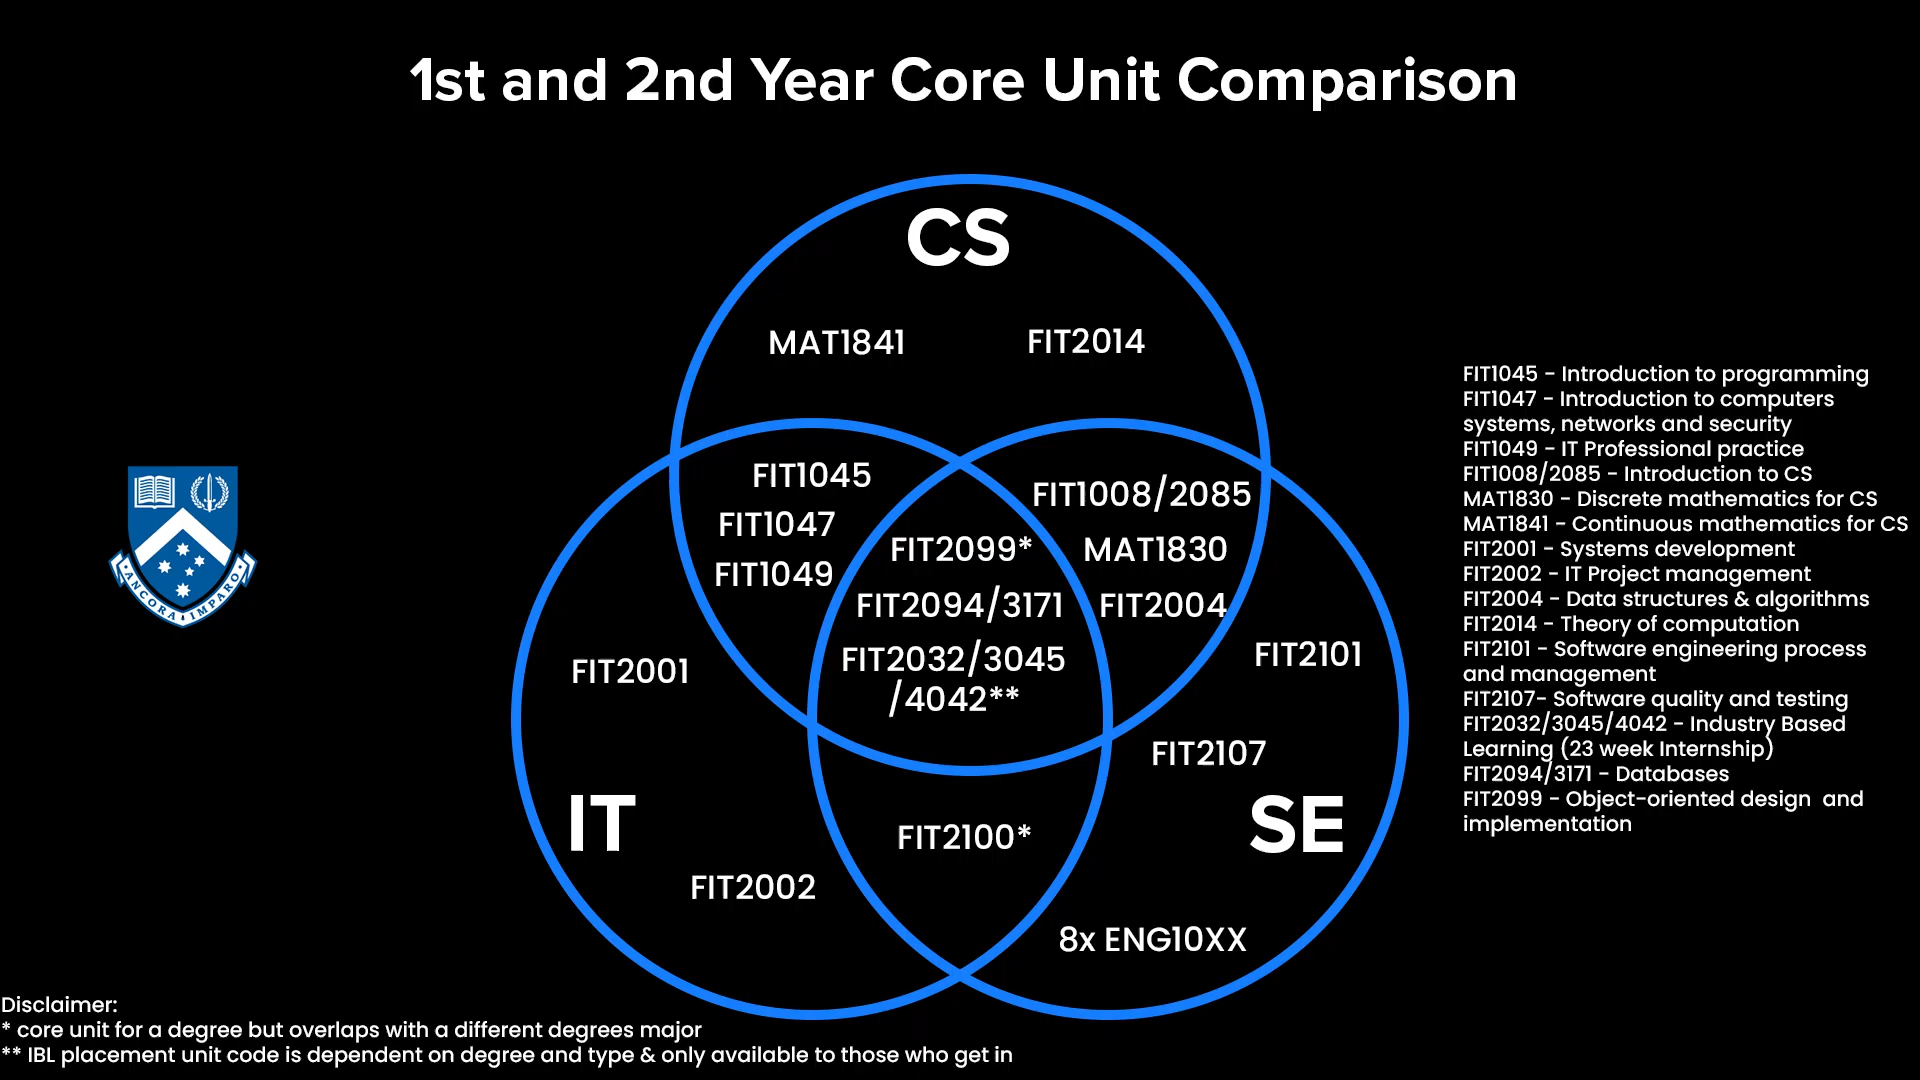 1st and 2nd Year Core Unit Comparison
CS
MAT1841
FIT2014
FIT1045
FIT1047
FIT1049
FIT2099*
FIT2094/3171
FIT2032/3045
/4042**
FIT1008/2085
MAT1830
FIT2004
FIT2001
IT
FIT2002
FIT2100*
FIT2101
FIT2107
SE
8x ENG10XX
FIT1045 - Introduction to programming
FIT1047 - Introduction to computers
systems, networks and security
FIT1049 - IT Professional practice
FIT1008/2085 - Introduction to CS
MAT1830 - Discrete mathematics for CS
MAT1841 - Continuous mathematics for CS
FIT2001 - Systems development
FIT2002 - IT Project management
FIT2004 - Data structures & algorithms
FIT2014 - Theory of computation
FIT2101 - Software engineering process
and management
FIT2107- Software quality and testing
FIT2032/3045/4042 - Industry Based
Learning (23 week Internship)
FIT2094/3171 - Databases
FIT2099 - Object-oriented design  and
implementation
ANCORA IMPARO
Disclaimer:
* core unit for a degree but overlaps with a different degrees major
** IBL placement unit code is dependent on degree and type & only available to those who get in